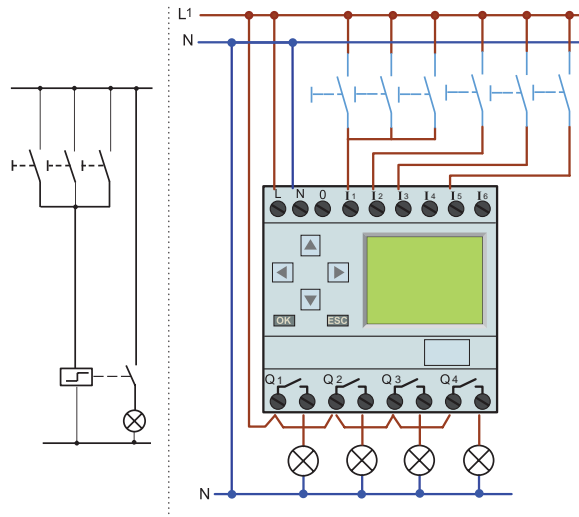 L1
N
L N 0 I1 I2 I3 I4 I5 I6
OK ESC
Q1 Q2 Q3 Q4
N